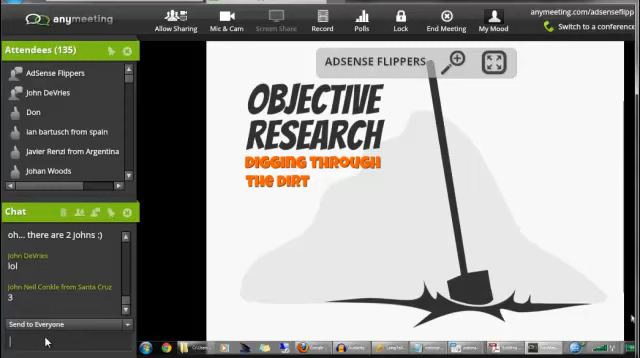 anymeeting
Allow Sharing
Mic & Cam
Screen Share
Record
Polls
Lock
End Meeting
My Mood
anymeeting.com/adsenseflipp
Switch to a conference
Attendees (135)
AdSense Flippers
John DeVries
Don
ian bartusch from spain
Javier Renzi from Argentina
Johan Woods
Chat
oh... there are 2 johns :)
John DeVries
lol
John Neil Conkle from Santa Cruz
3
Send to Everyone
ADSENSE FLIPPERS
OBJECTIVE
RESEARCH
DIGGING THROUGH
THE DIRT